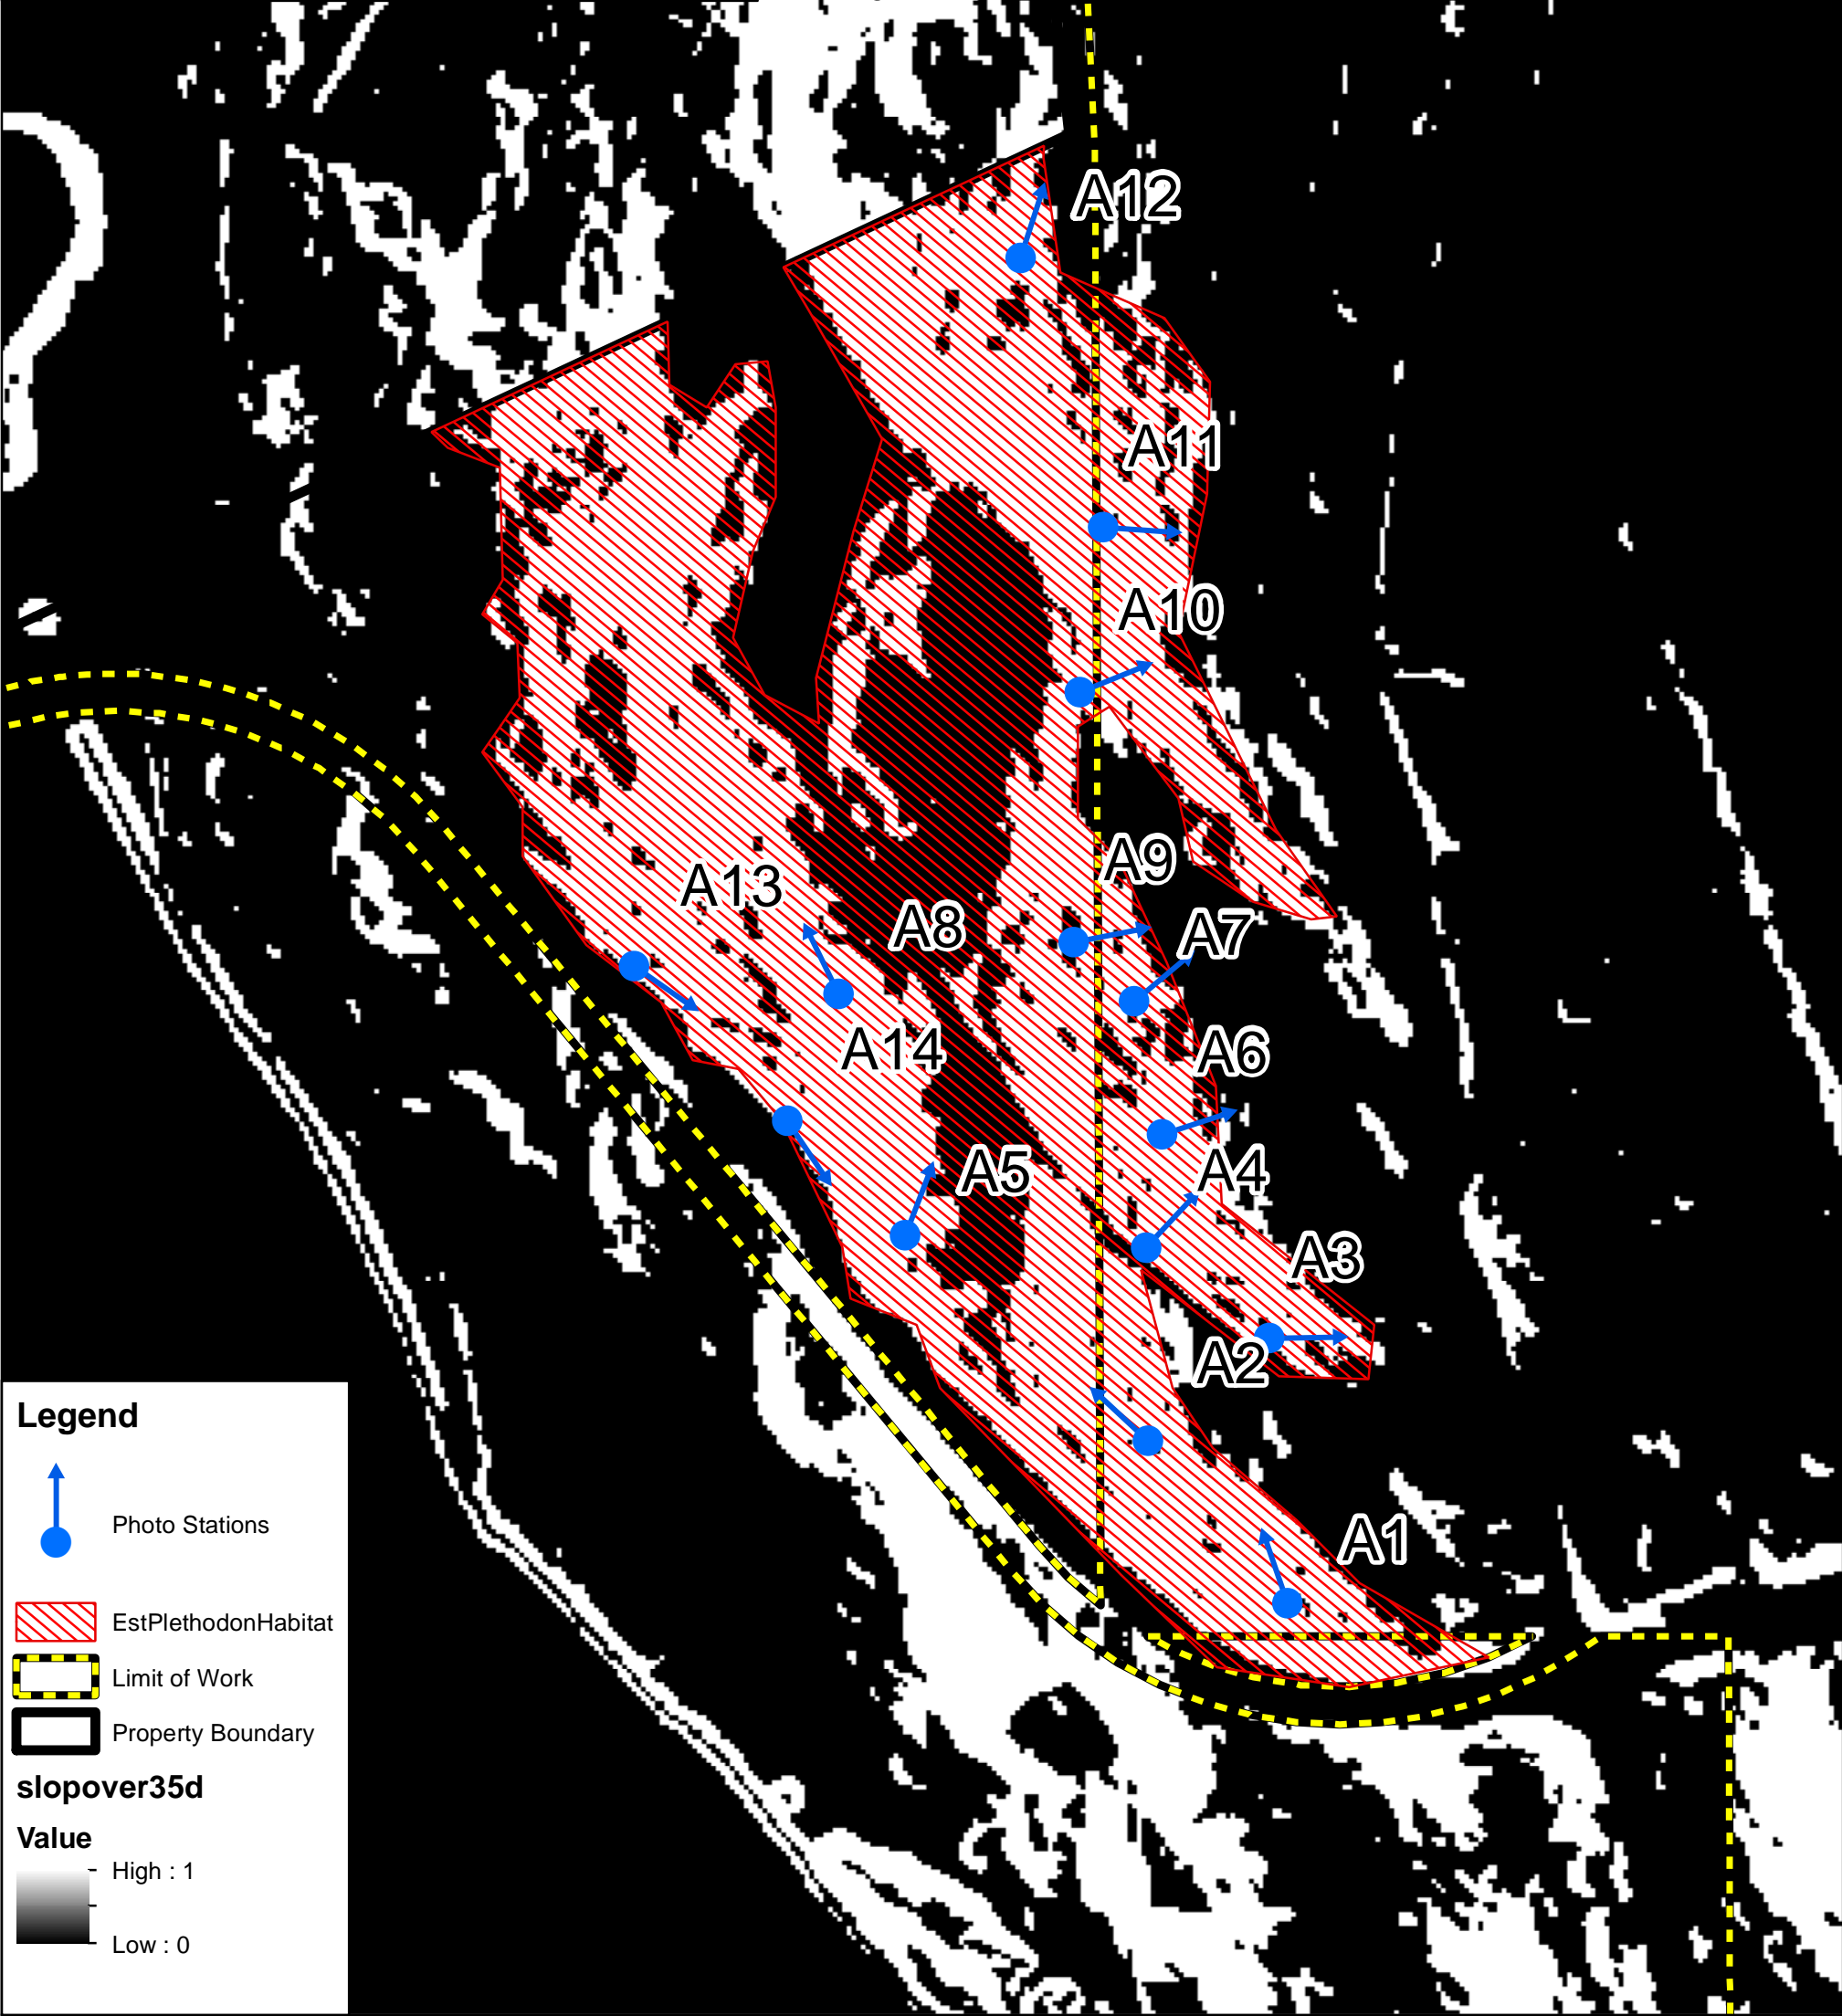 A12
A11
A10
A9
A13
A8
A7
A14
A6
A5
A4
A3
A2
A1
Legend
Photo Stations
EstPlethodonHabitat
Limit of Work
Property Boundary
slopover35d
Value
High : 1
Low : 0